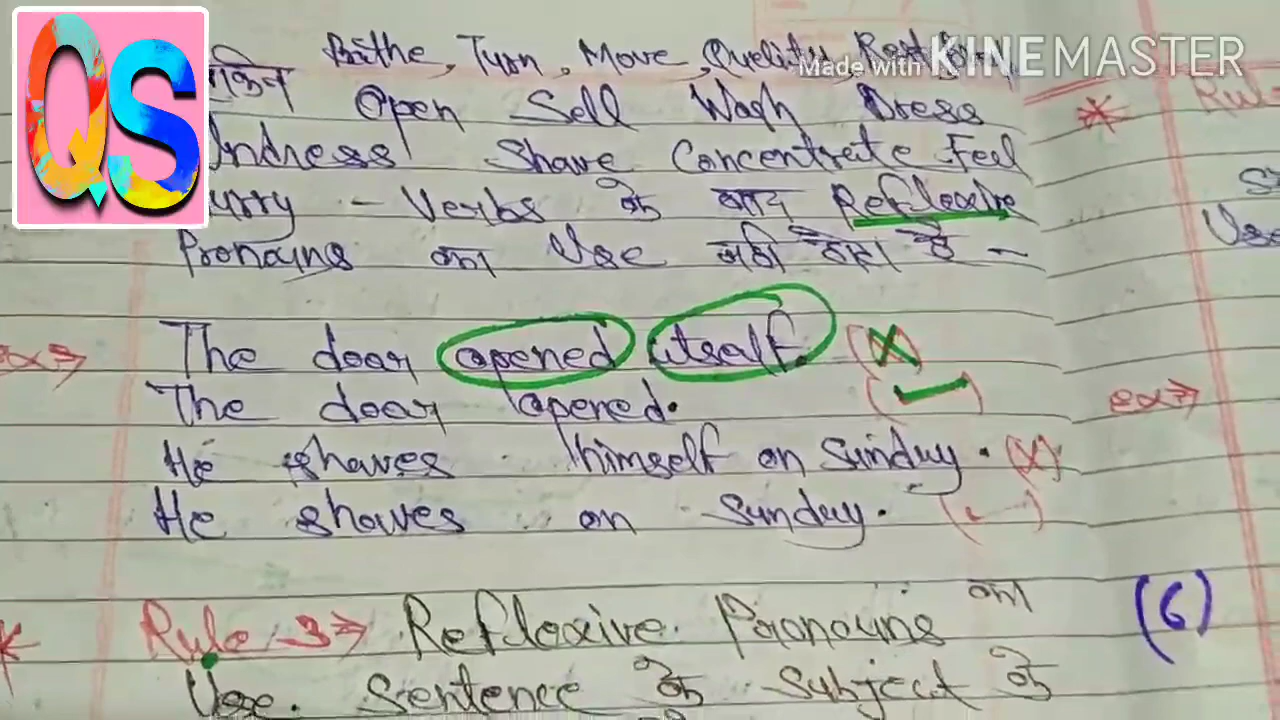 QS
Made with KINEMASTER
Bathe, Turn, Move, Quelity, Rest
Open Sell Wash Dress
Undress Shave Concentrate Feel
urry - Verbs के बाद Reflexive
Pronouns का Use नहीं होता है -
ex⇒ The door opened itself. (X)
The door opened. (✓)
He shaves himself on Sunday. (X)
He shaves on Sunday. (✓)
* Rule 3⇒ Reflexive Pronouns का (6)
Use. Sentence के Subject के
* Rule
Use
ex⇒